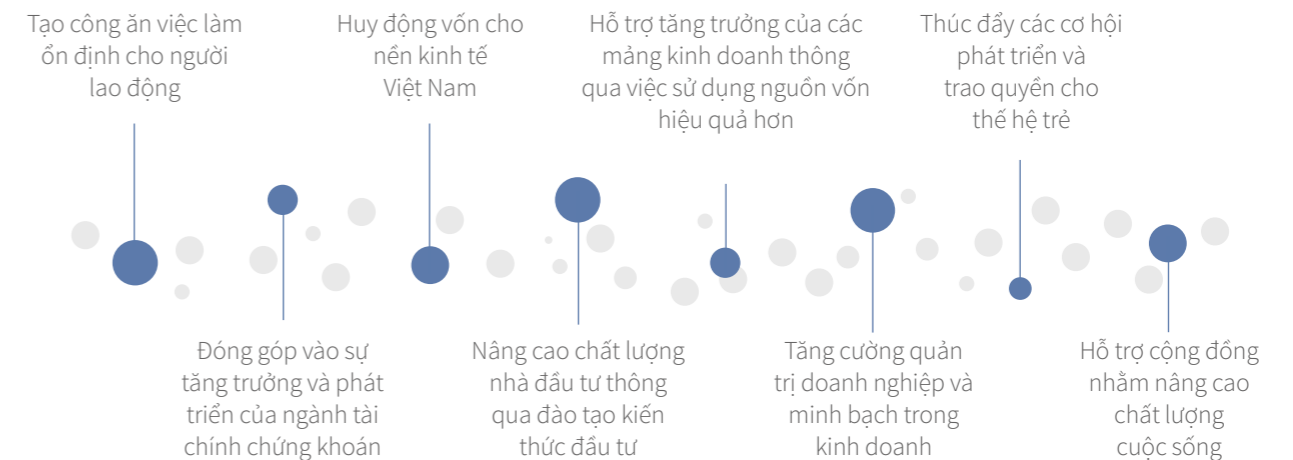 Tạo công ăn việc làm
ổn định cho người
lao động
Huy động vốn cho
nền kinh tế
Việt Nam
Hỗ trợ tăng trưởng của các
mảng kinh doanh thông
qua việc sử dụng nguồn vốn
hiệu quả hơn
Thúc đẩy các cơ hội
phát triển và
trao quyền cho
thế hệ trẻ
Đóng góp vào sự
tăng trưởng và phát
triển của ngành tài
chính chứng khoán
Nâng cao chất lượng
nhà đầu tư thông
qua đào tạo kiến
thức đầu tư
Tăng cường quản
trị doanh nghiệp và
minh bạch trong
kinh doanh
Hỗ trợ cộng đồng
nhằm nâng cao
chất lượng
cuộc sống